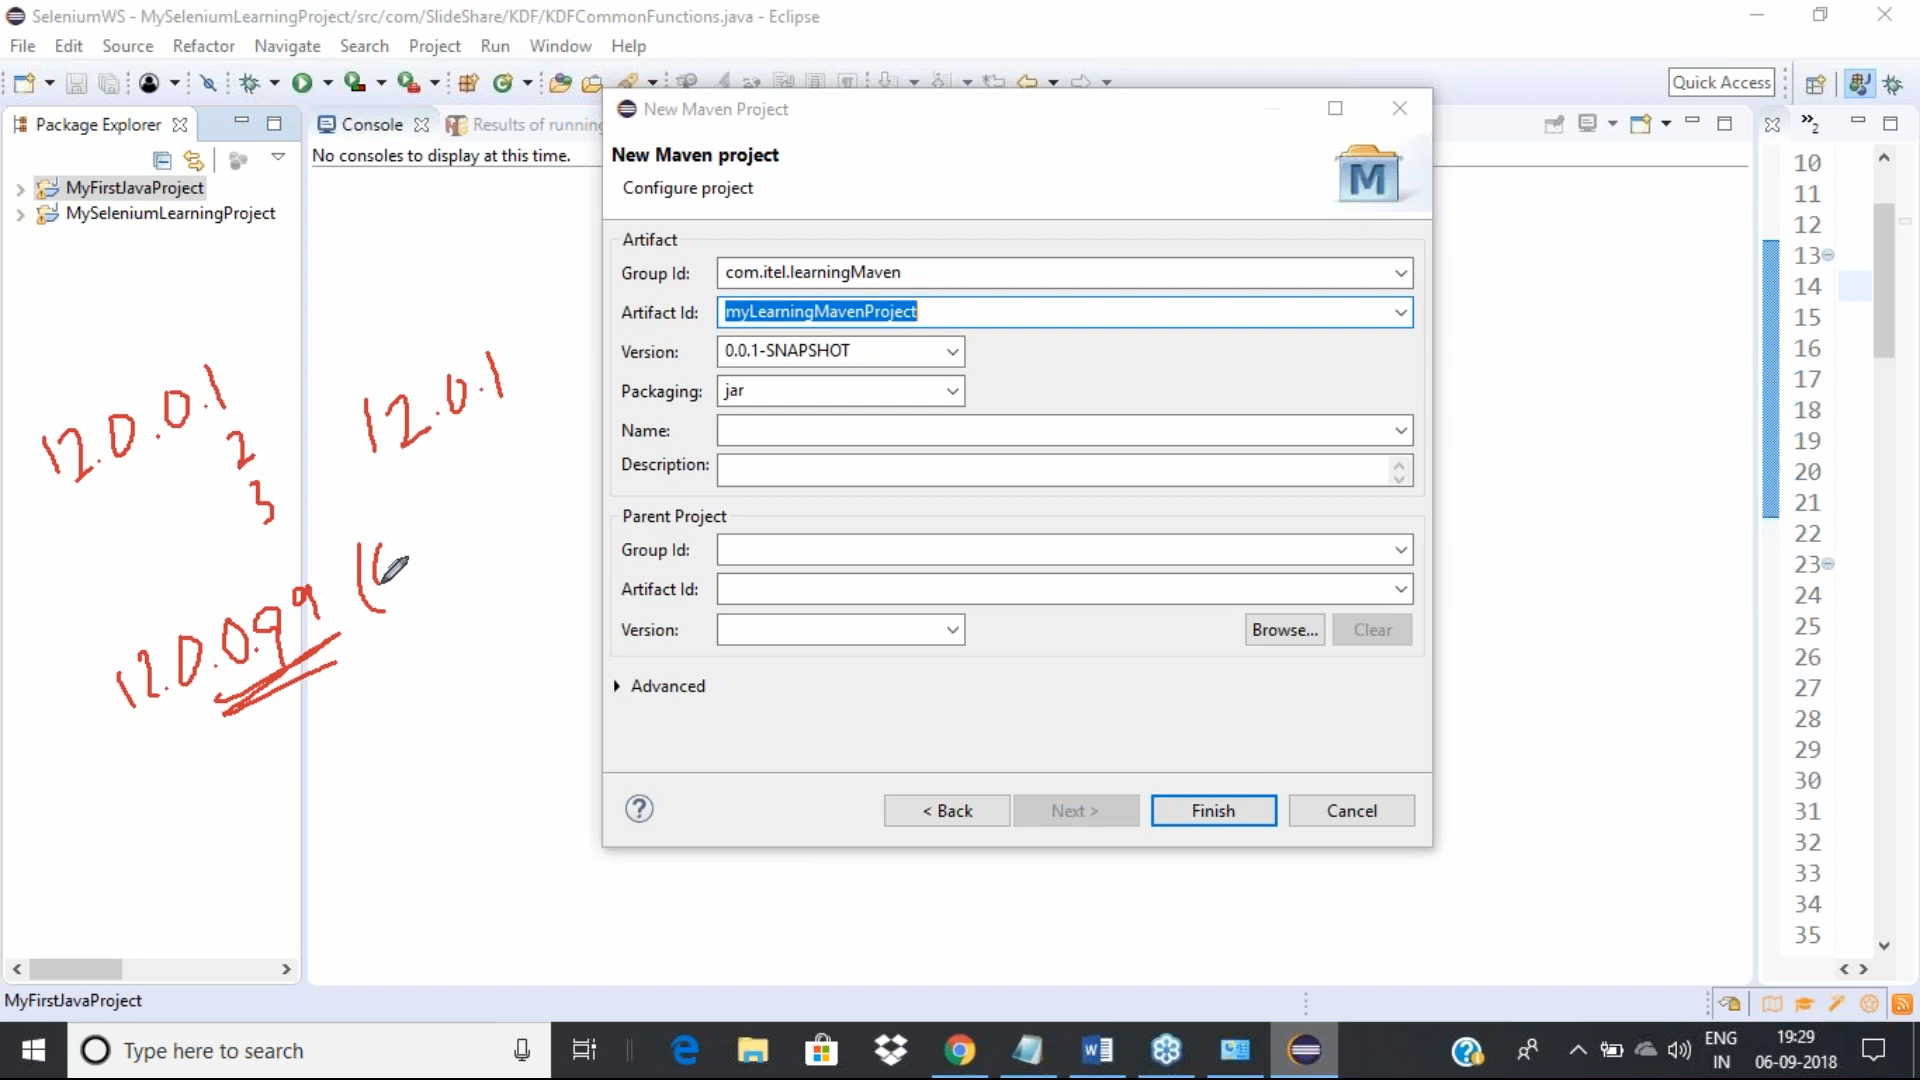 SeleniumWS - MySeleniumLearningProject/src/com/SlideShare/KDF/KDFCommonFunctions.java - Eclipse
File Edit Source Refactor Navigate Search Project Run Window Help
Quick Access
Package Explorer
Console
Results of running
2
No consoles to display at this time.
MyFirstJavaProject
MySeleniumLearningProject
New Maven Project
New Maven project
Configure project
M
Artifact
Group Id: com.itel.learningMaven
Artifact Id: myLearningMavenProject
Version: 0.0.1-SNAPSHOT
Packaging: jar
Name:
Description:
Parent Project
Group Id:
Artifact Id:
Version:
Browse... Clear
Advanced
< Back Next > Finish Cancel
12.0.0.1
2
3
12.0.1
12.0.0.99
10
11
12
13
14
15
16
17
18
19
20
21
22
23
24
25
26
27
28
29
30
31
32
33
34
35
MyFirstJavaProject
Type here to search
ENG
IN
19:29
06-09-2018